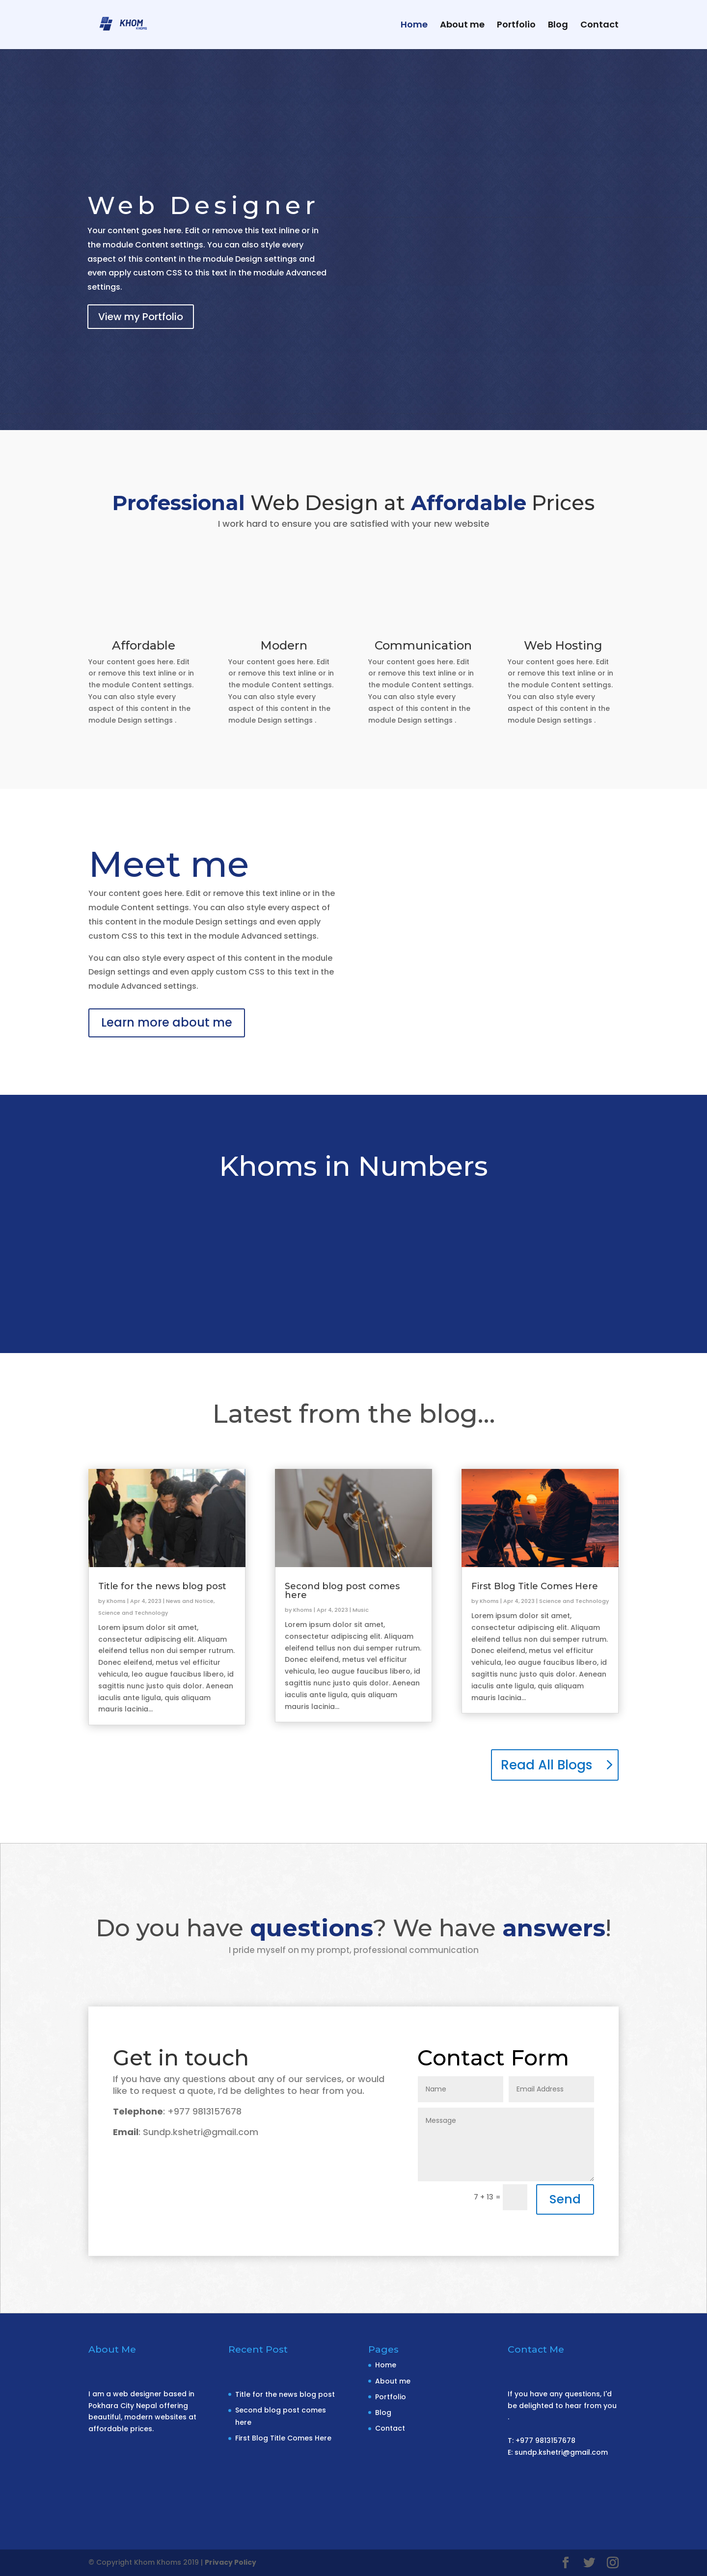 KHOM
KHOMS
Home About me Portfolio Blog Contact
Web Designer
Your content goes here. Edit or remove this text inline or in
the module Content settings. You can also style every
aspect of this content in the module Design settings and
even apply custom CSS to this text in the module Advanced
settings.
View my Portfolio
Professional Web Design at Affordable Prices
I work hard to ensure you are satisfied with your new website
Affordable
Your content goes here. Edit
or remove this text inline or in
the module Content settings.
You can also style every
aspect of this content in the
module Design settings .
Modern
Your content goes here. Edit
or remove this text inline or in
the module Content settings.
You can also style every
aspect of this content in the
module Design settings .
Communication
Your content goes here. Edit
or remove this text inline or in
the module Content settings.
You can also style every
aspect of this content in the
module Design settings .
Web Hosting
Your content goes here. Edit
or remove this text inline or in
the module Content settings.
You can also style every
aspect of this content in the
module Design settings .
Meet me
Your content goes here. Edit or remove this text inline or in the
module Content settings. You can also style every aspect of
this content in the module Design settings and even apply
custom CSS to this text in the module Advanced settings.
You can also style every aspect of this content in the module
Design settings and even apply custom CSS to this text in the
module Advanced settings.
Learn more about me
Khoms in Numbers
Latest from the blog...
Title for the news blog post
by Khoms | Apr 4, 2023 | News and Notice,
Science and Technology
Lorem ipsum dolor sit amet,
consectetur adipiscing elit. Aliquam
eleifend tellus non dui semper rutrum.
Donec eleifend, metus vel efficitur
vehicula, leo augue faucibus libero, id
sagittis nunc justo quis dolor. Aenean
iaculis ante ligula, quis aliquam
mauris lacinia...
Second blog post comes
here
by Khoms | Apr 4, 2023 | Music
Lorem ipsum dolor sit amet,
consectetur adipiscing elit. Aliquam
eleifend tellus non dui semper rutrum.
Donec eleifend, metus vel efficitur
vehicula, leo augue faucibus libero, id
sagittis nunc justo quis dolor. Aenean
iaculis ante ligula, quis aliquam
mauris lacinia...
First Blog Title Comes Here
by Khoms | Apr 4, 2023 | Science and Technology
Lorem ipsum dolor sit amet,
consectetur adipiscing elit. Aliquam
eleifend tellus non dui semper rutrum.
Donec eleifend, metus vel efficitur
vehicula, leo augue faucibus libero, id
sagittis nunc justo quis dolor. Aenean
iaculis ante ligula, quis aliquam
mauris lacinia...
Read All Blogs
Do you have questions? We have answers!
I pride myself on my prompt, professional communication
Get in touch
If you have any questions about any of our services, or would
like to request a quote, I'd be delightes to hear from you.
Telephone: +977 9813157678
Email: Sundp.kshetri@gmail.com
Contact Form
Name
Email Address
Message
7 + 13 =
Send
About Me
I am a web designer based in
Pokhara City Nepal offering
beautiful, modern websites at
affordable prices.
Recent Post
Title for the news blog post
Second blog post comes
here
First Blog Title Comes Here
Pages
Home
About me
Portfolio
Blog
Contact
Contact Me
If you have any questions, I'd
be delighted to hear from you
.
T: +977 9813157678
E: sundp.kshetri@gmail.com
© Copyright Khom Khoms 2019 | Privacy Policy